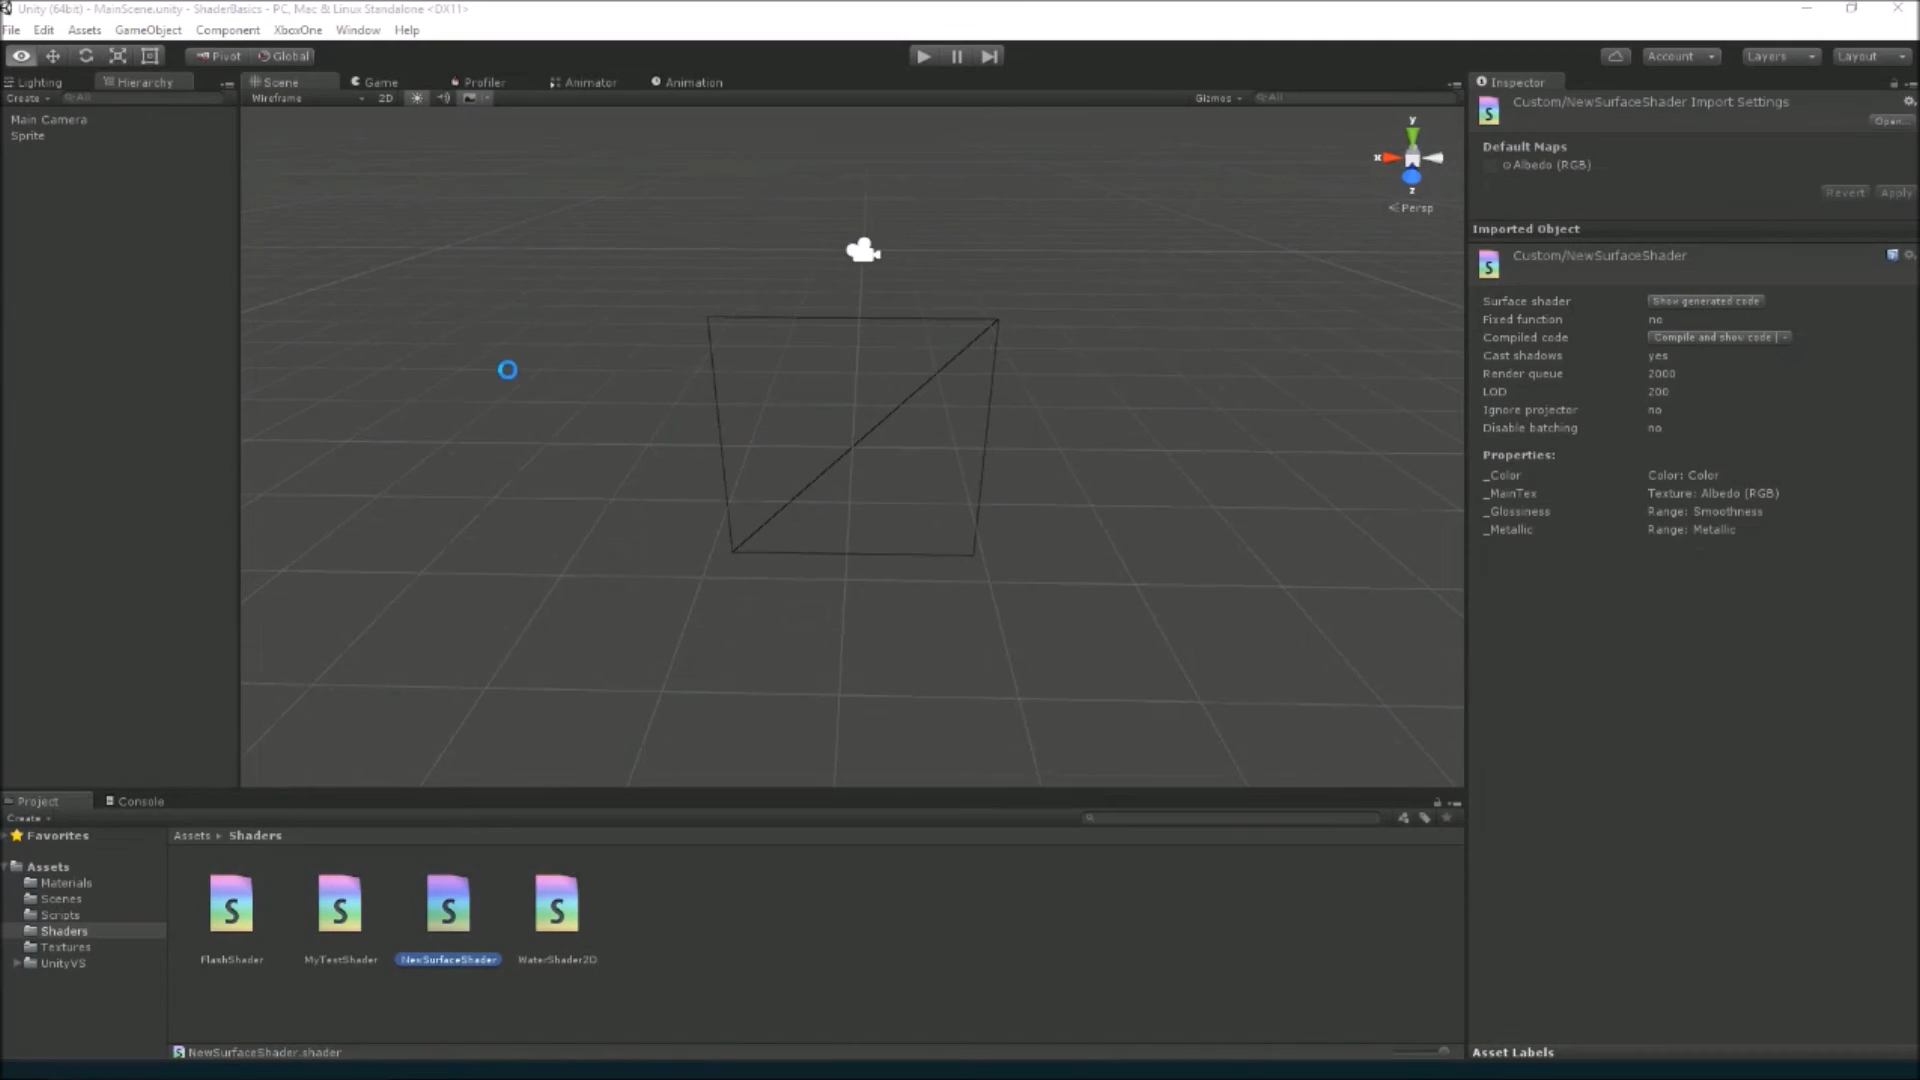 Unity (64bit) - MainScene.unity - ShaderBasics - PC, Mac & Linux Standalone <DX11>
File Edit Assets GameObject Component XboxOne Window Help
Pivot Global Account Layers Layout
Lighting Hierarchy Scene Game Profiler Animator Animation Inspector
Create All Wireframe 2D Gizmos All
Custom/NewSurfaceShader Import Settings
Open...
Main Camera
Sprite
Default Maps
Albedo (RGB)
Revert Apply
y
x
z
Persp
Imported Object
S Custom/NewSurfaceShader
Surface shader Show generated code
Fixed function no
Compiled code Compile and show code
Cast shadows yes
Render queue 2000
LOD 200
Ignore projector no
Disable batching no
Properties:
_Color Color: Color
_MainTex Texture: Albedo (RGB)
_Glossiness Range: Smoothness
_Metallic Range: Metallic
Project Console
Create
Favorites
Assets
Materials
Scenes
Scripts
Shaders
Textures
UnityVS
Assets Shaders
S S S S
FlashShader MyTestShader NewSurfaceShader WaterShader2D
NewSurfaceShader.shader
Asset Labels